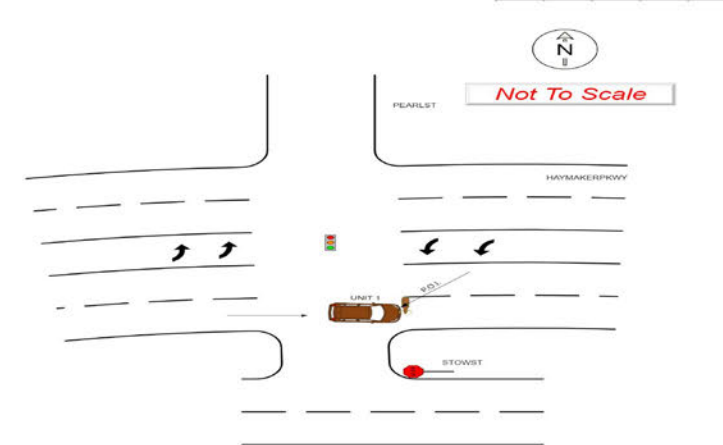 N
Not To Scale
PEARLST
HAYMAKERPKWY
P.O.I.
UNIT 1
STOWST